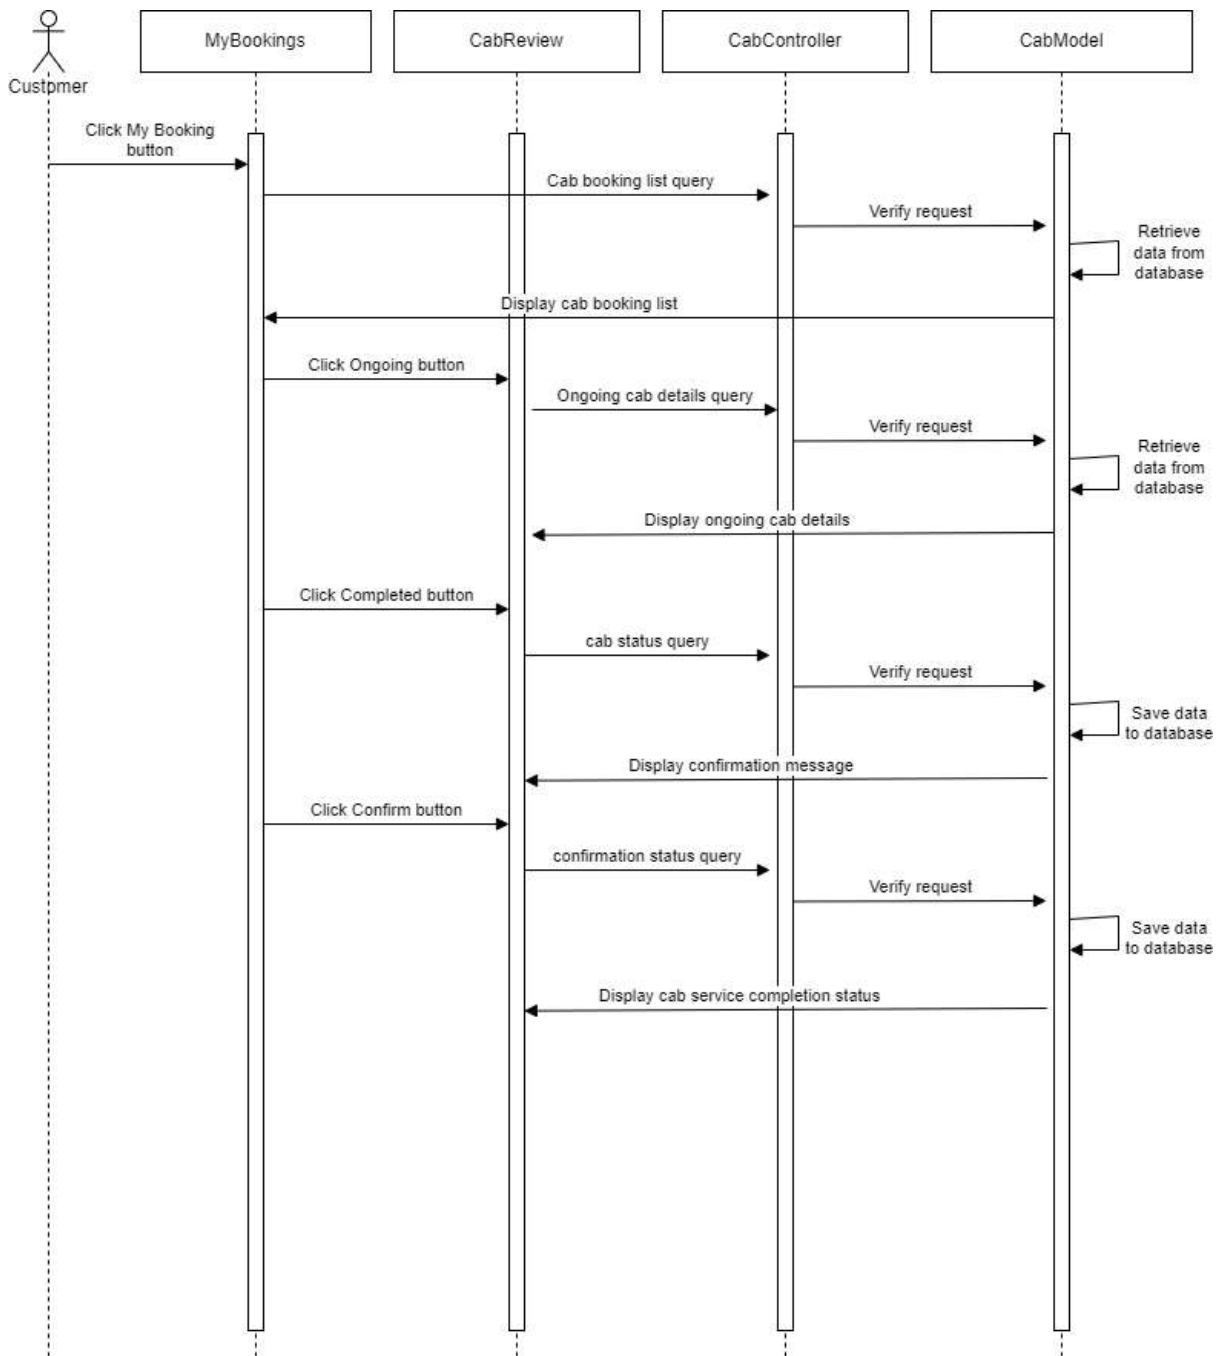 MyBookings
CabReview
CabController
CabModel
Customer
Click My Booking
button
Cab booking list query
Verify request
Retrieve
data from
database
Display cab booking list
Click Ongoing button
Ongoing cab details query
Verify request
Retrieve
data from
database
Display ongoing cab details
Click Completed button
cab status query
Verify request
Save data
to database
Display confirmation message
Click Confirm button
confirmation status query
Verify request
Save data
to database
Display cab service completion status